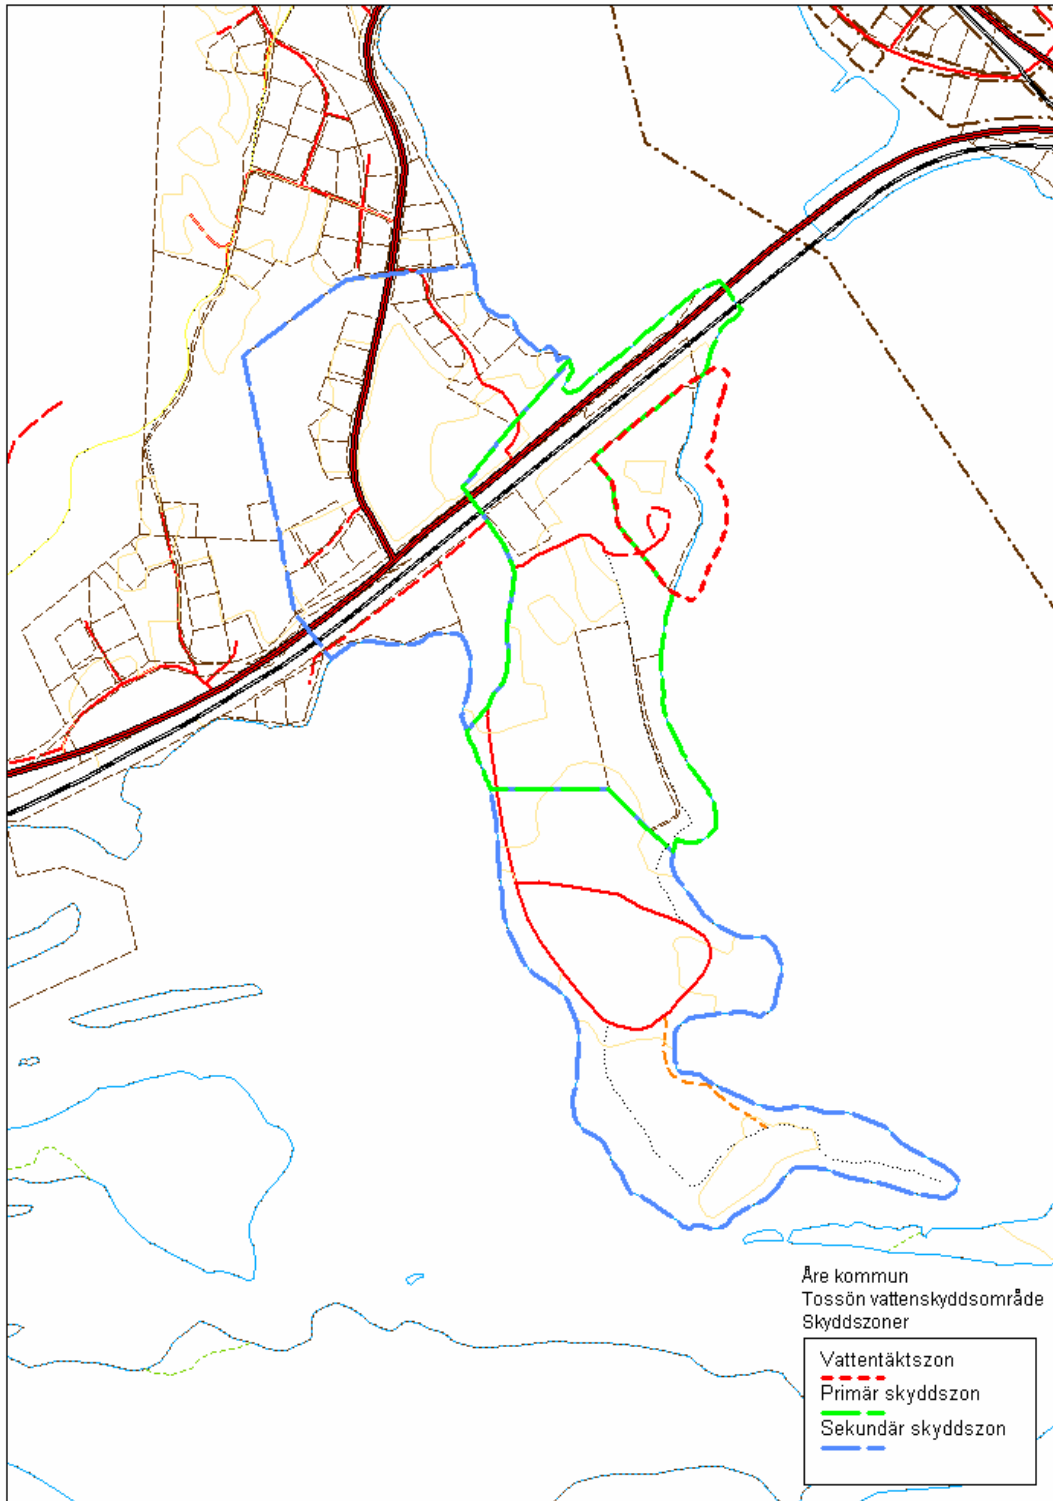 Åre kommun
Tossön vattenskyddsområde
Skyddszoner
Vattentäktszon
Primär skyddszon
Sekundär skyddszon